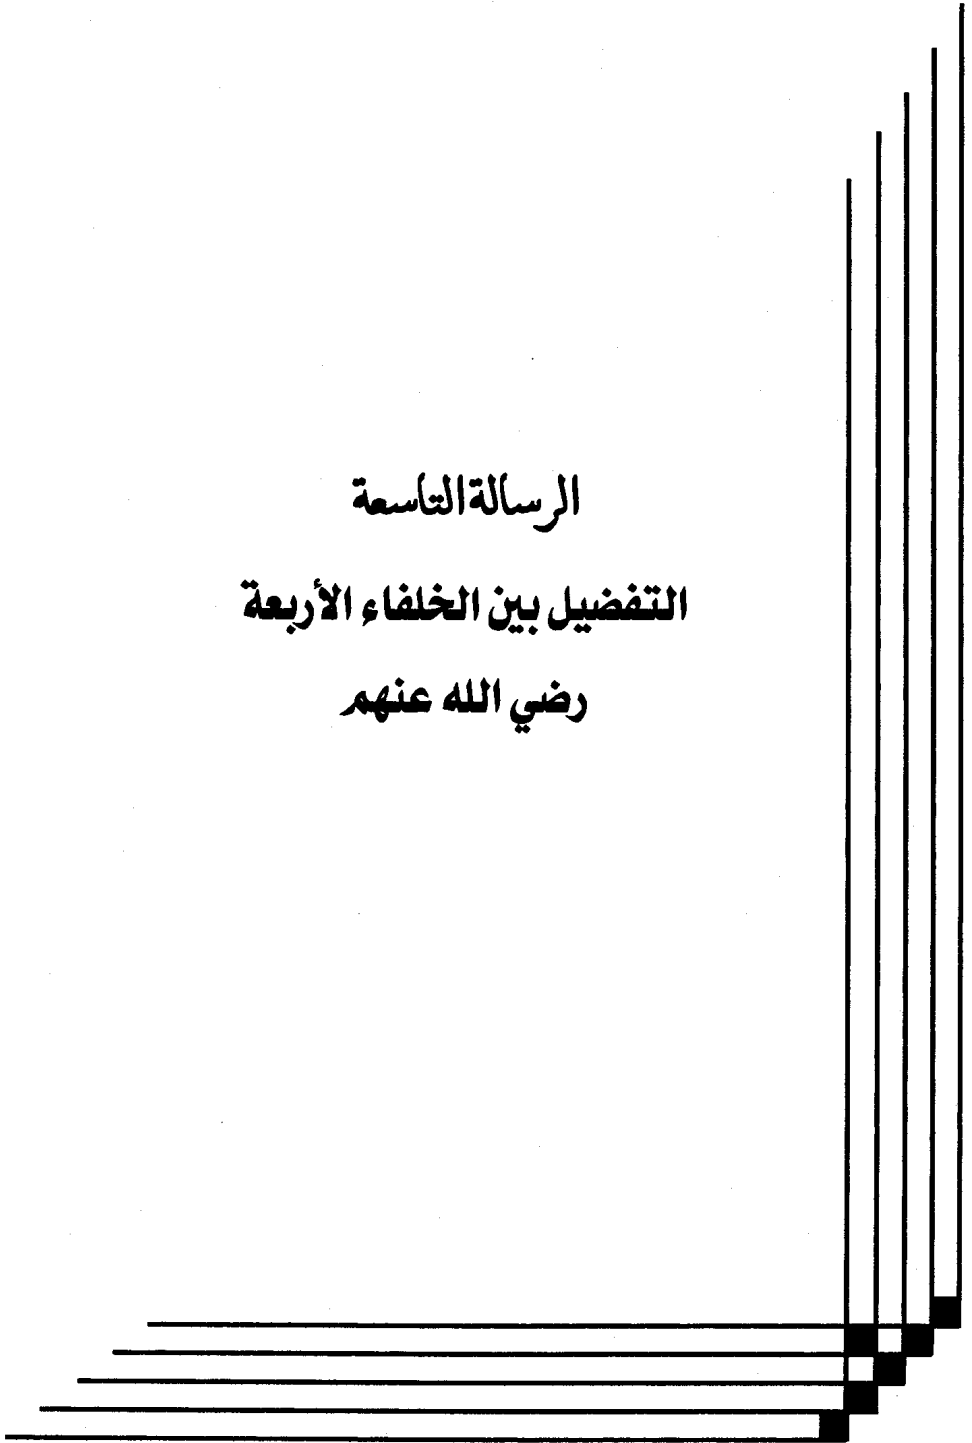 الرسالة التاسعة
التفضيل بين الخلفاء الأربعة
رضي الله عنهم